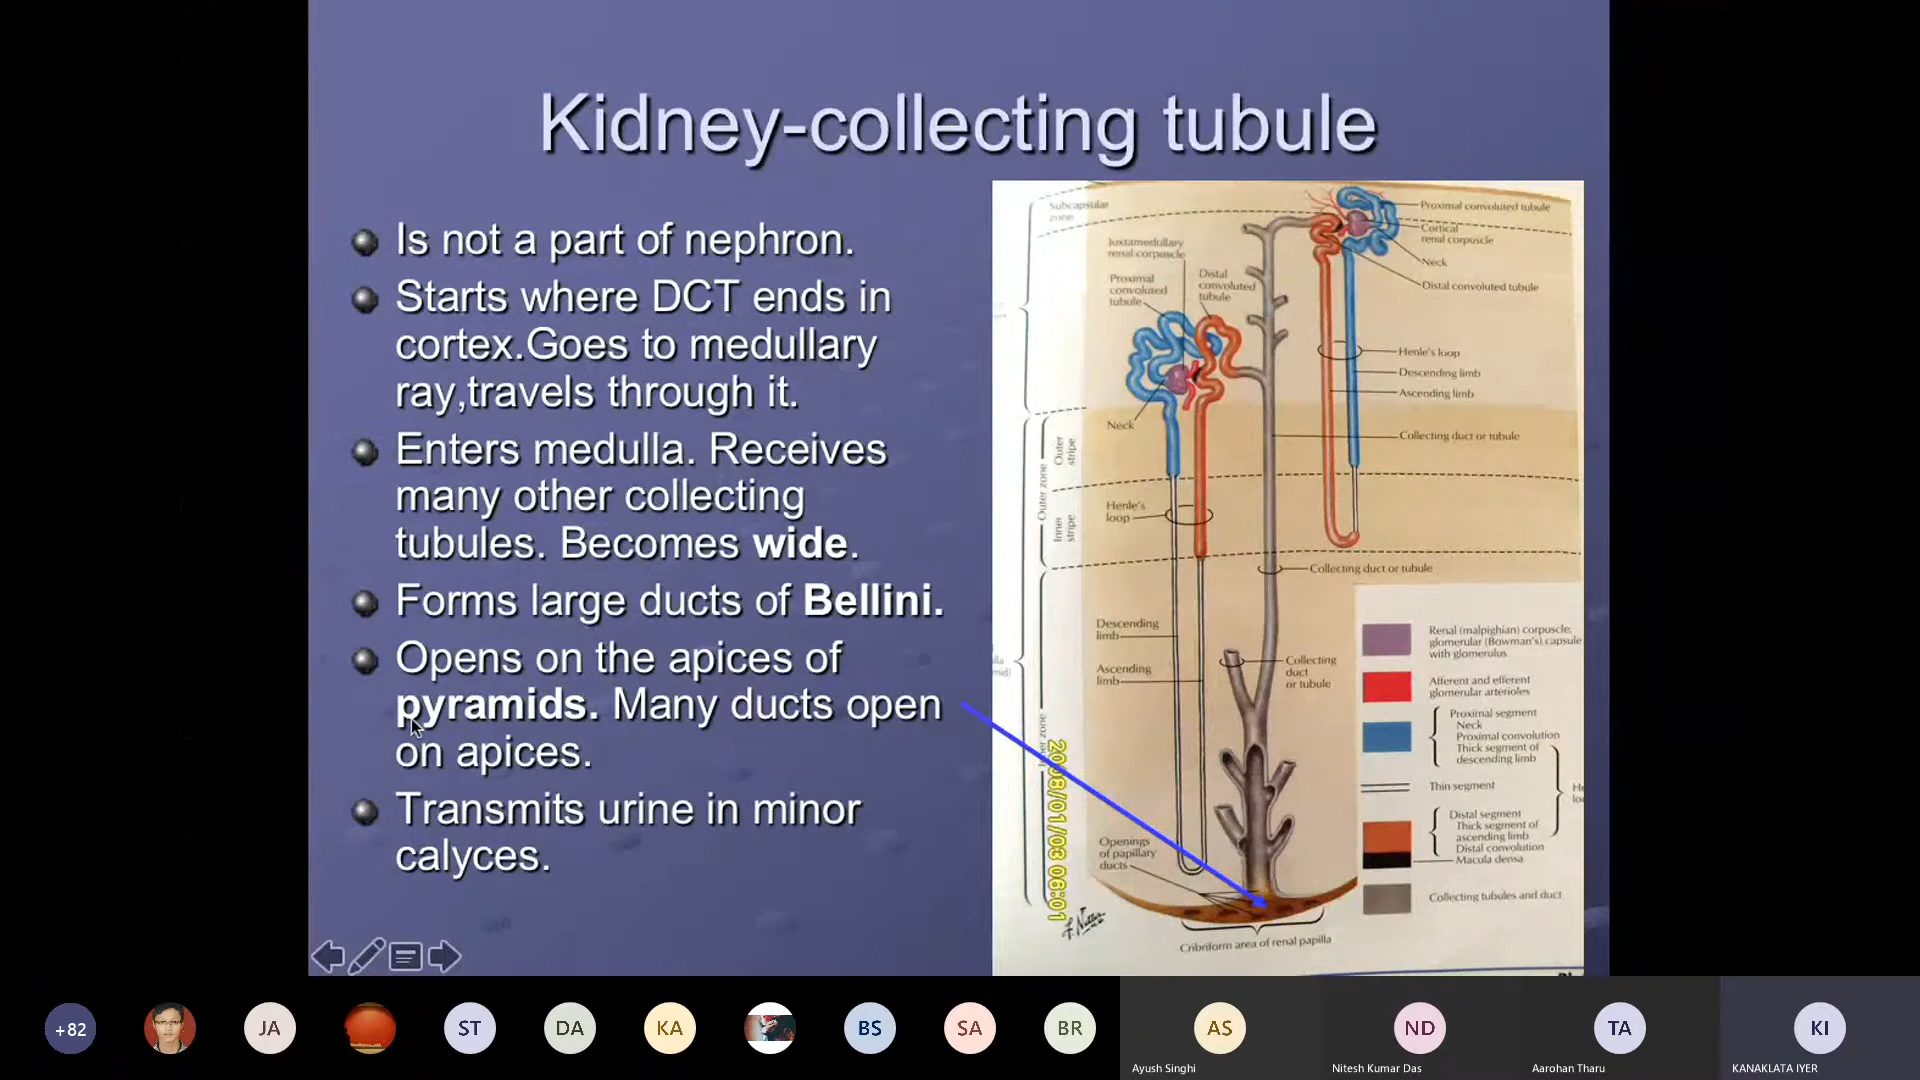 Kidney-collecting tubule
Is not a part of nephron.
Starts where DCT ends in
cortex.Goes to medullary
ray,travels through it.
Enters medulla. Receives
many other collecting
tubules. Becomes wide.
Forms large ducts of Bellini.
Opens on the apices of
pyramids. Many ducts open
on apices.
Transmits urine in minor
calyces.
Subcapsular
zone
Juxtamedullary
renal corpuscle
Proximal
convoluted
tubule
Distal
convoluted
tubule
Neck
Outer zone
Outer
stripe
Inner
stripe
Henle's
loop
Descending
limb
Ascending
limb
zone
Openings
of papillary
ducts
Cribriform area of renal papilla
Proximal convoluted tubule
Cortical
renal corpuscle
Neck
Distal convoluted tubule
Henle's loop
Descending limb
Ascending limb
Collecting duct or tubule
Collecting duct or tubule
Collecting
duct
or tubule
Renal (malpighian) corpuscle:
glomerular (Bowman's) capsule
with glomerulus
Afferent and efferent
glomerular arterioles
Proximal segment
Neck
Proximal convolution
Thick segment of
descending limb
Thin segment
Distal segment
Thick segment of
ascending limb
Distal convolution
Macula densa
Collecting tubules and duct
2008/01/03 06:01
+82
JA
ST
DA
KA
BS
SA
BR
AS
Ayush Singhi
ND
Nitesh Kumar Das
TA
Aarohan Tharu
KI
KANAKLATA IYER